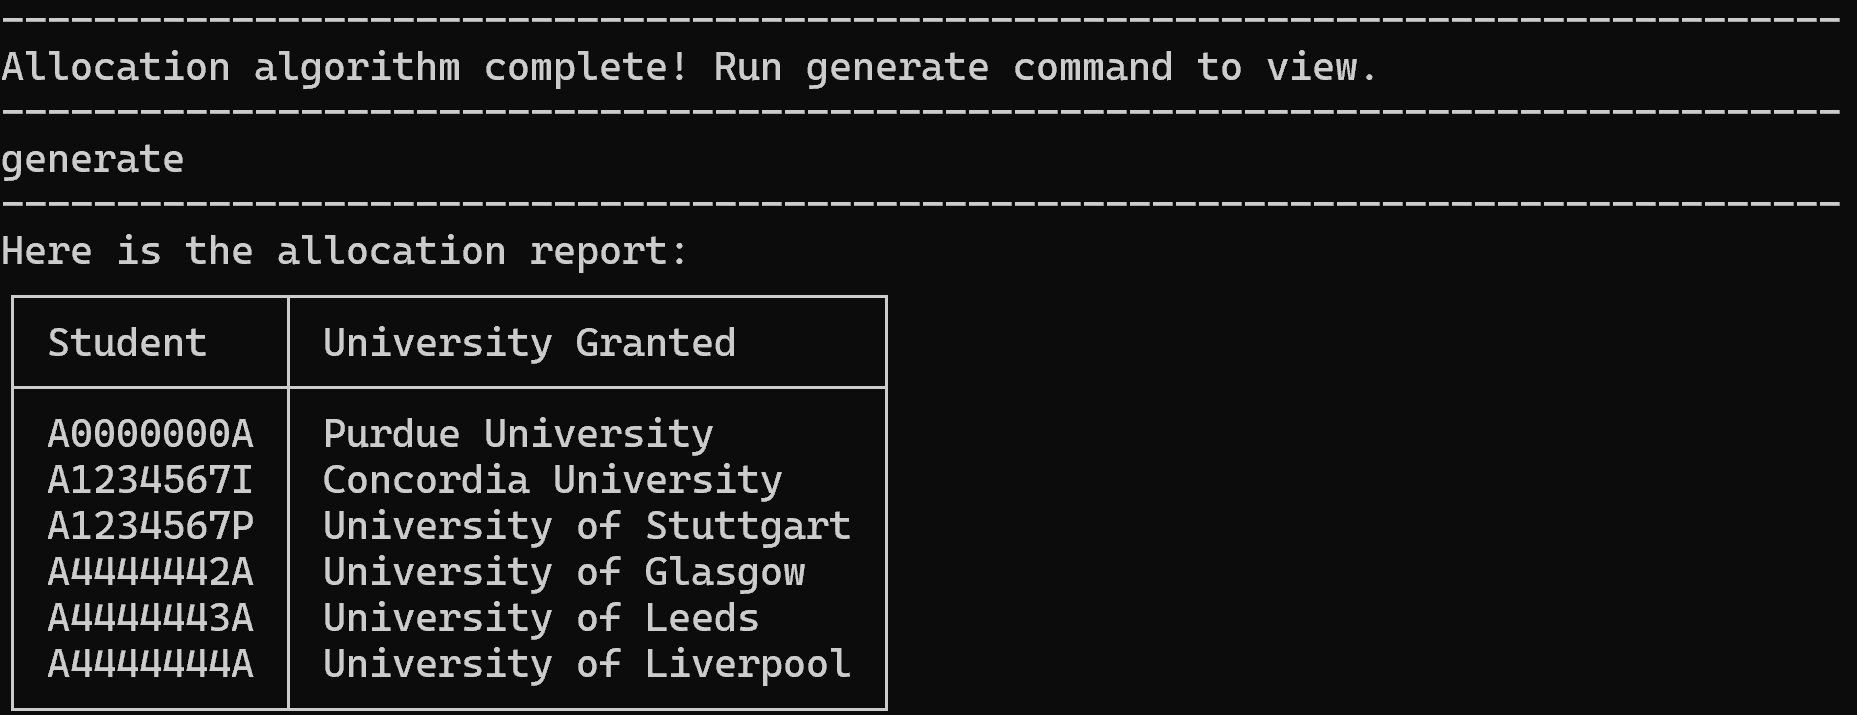 --------------------------------------------------------------------------------
Allocation algorithm complete! Run generate command to view.
--------------------------------------------------------------------------------
generate
--------------------------------------------------------------------------------
Here is the allocation report:
Student University Granted
A0000000A Purdue University
A1234567I Concordia University
A1234567P University of Stuttgart
A4444442A University of Glasgow
A4444443A University of Leeds
A4444444A University of Liverpool